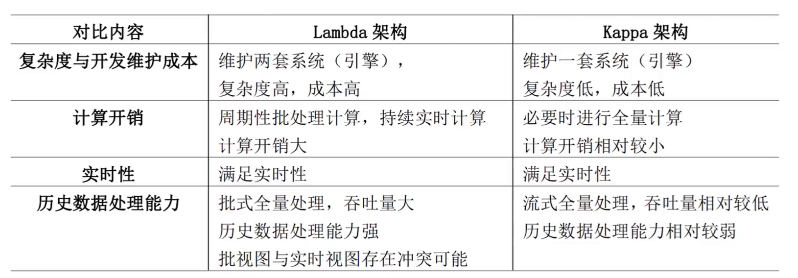 对比内容 Lambda 架构 Kappa 架构
复杂度与开发维护成本 维护两套系统（引擎）， 维护一套系统（引擎）
复杂度高，成本高 复杂度低，成本低
计算开销 周期性批处理计算，持续实时计算 必要时进行全量计算
计算开销大 计算开销相对较小
实时性 满足实时性 满足实时性
历史数据处理能力 批式全量处理，吞吐量大 流式全量处理，吞吐量相对较低
历史数据处理能力强 历史数据处理能力相对较弱
批视图与实时视图存在冲突可能